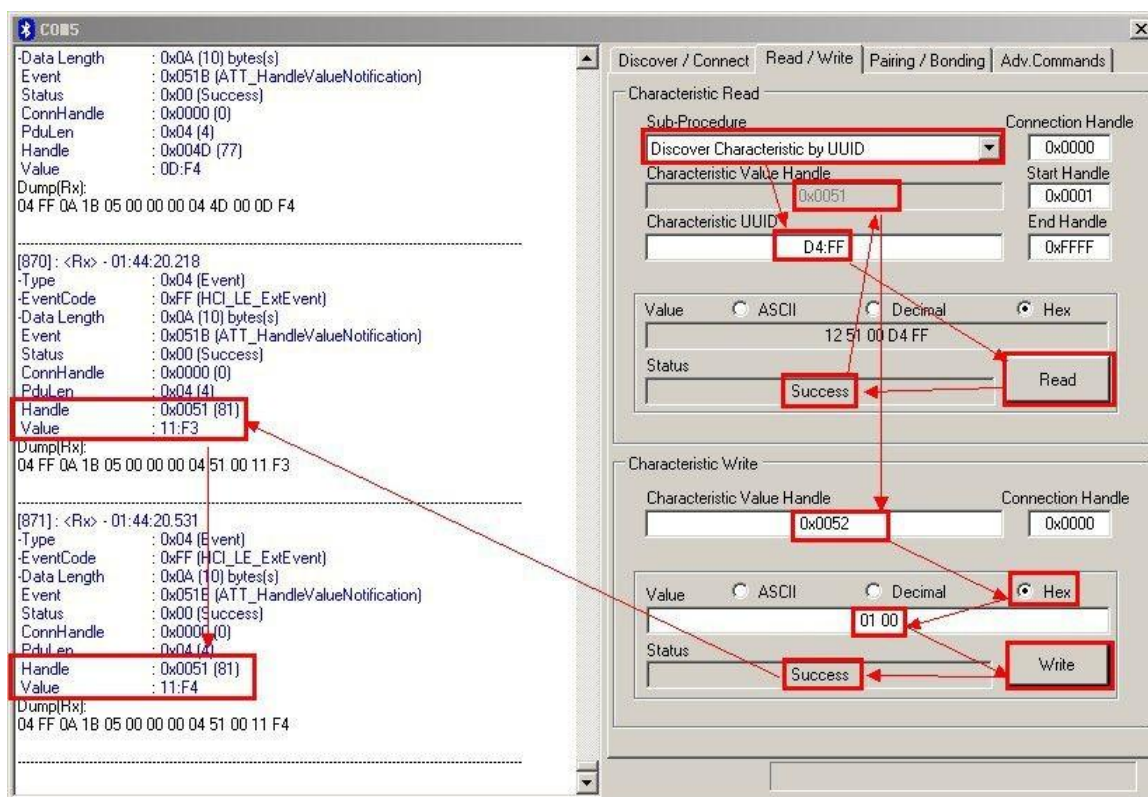 COM5
-Data Length : 0x0A (10) bytes(s)
Event : 0x051B (ATT_HandleValueNotification)
Status : 0x00 (Success)
ConnHandle : 0x0000 (0)
PduLen : 0x04 (4)
Handle : 0x004D (77)
Value : 0D:F4
Dump(Rx):
04 FF 0A 1B 05 00 00 00 04 4D 00 0D F4
[870] : <Rx> - 01:44:20.218
-Type : 0x04 (Event)
-EventCode : 0xFF (HCI_LE_ExtEvent)
-Data Length : 0x0A (10) bytes(s)
Event : 0x051B (ATT_HandleValueNotification)
Status : 0x00 (Success)
ConnHandle : 0x0000 (0)
PduLen : 0x04 (4)
Handle : 0x0051 (81)
Value : 11:F3
Dump(Rx):
04 FF 0A 1B 05 00 00 00 04 51 00 11 F3
[871] : <Rx> - 01:44:20.531
-Type : 0x04 (Event)
-EventCode : 0xFF (HCI_LE_ExtEvent)
-Data Length : 0x0A (10) bytes(s)
Event : 0x051B (ATT_HandleValueNotification)
Status : 0x00 (Success)
ConnHandle : 0x0000 (0)
PduLen : 0x04 (4)
Handle : 0x0051 (81)
Value : 11:F4
Dump(Rx):
04 FF 0A 1B 05 00 00 00 04 51 00 11 F4
Discover / Connect Read / Write Pairing / Bonding Adv.Commands
Characteristic Read
Sub-Procedure Connection Handle
Discover Characteristic by UUID 0x0000
Characteristic Value Handle Start Handle
0x0051 0x0001
Characteristic UUID End Handle
D4:FF 0xFFFF
Value ASCII Decimal Hex
12 51 00 D4 FF
Status
Success Read
Characteristic Write
Characteristic Value Handle Connection Handle
0x0052 0x0000
Value ASCII Decimal Hex
01 00
Status
Success Write